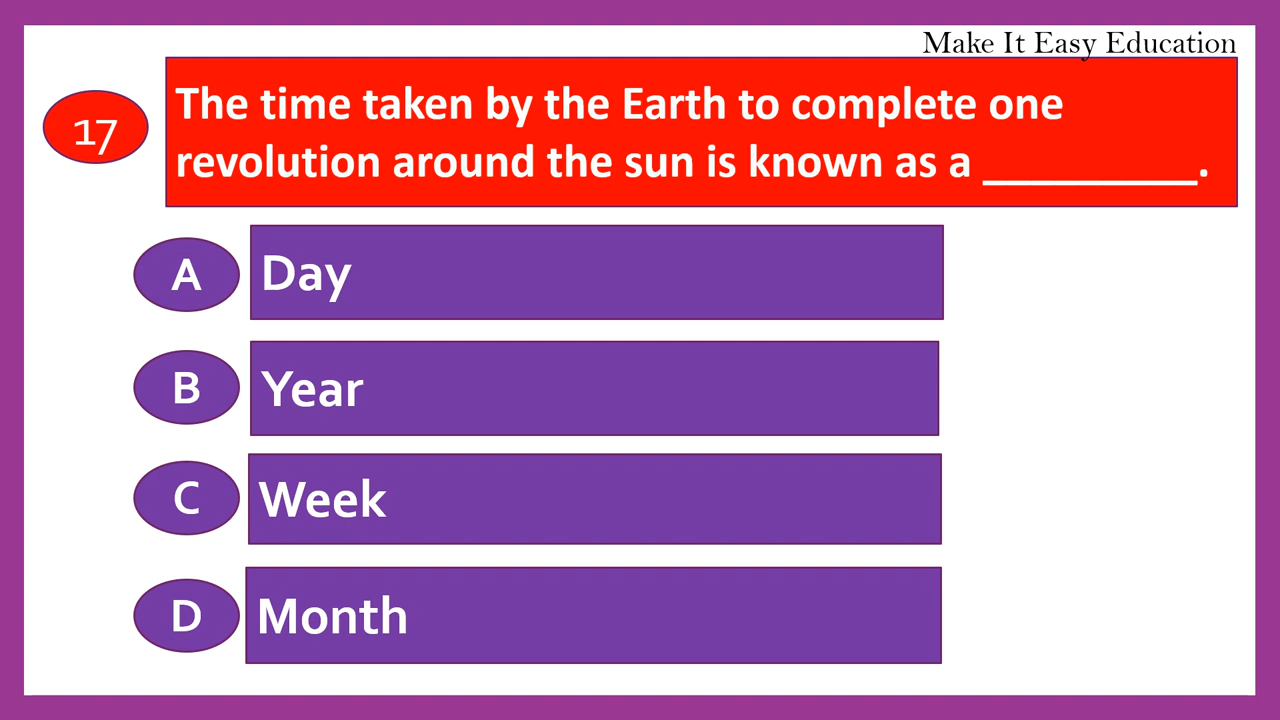 Make It Easy Education
17
The time taken by the Earth to complete one
revolution around the sun is known as a _________.
A Day
B Year
C Week
D Month